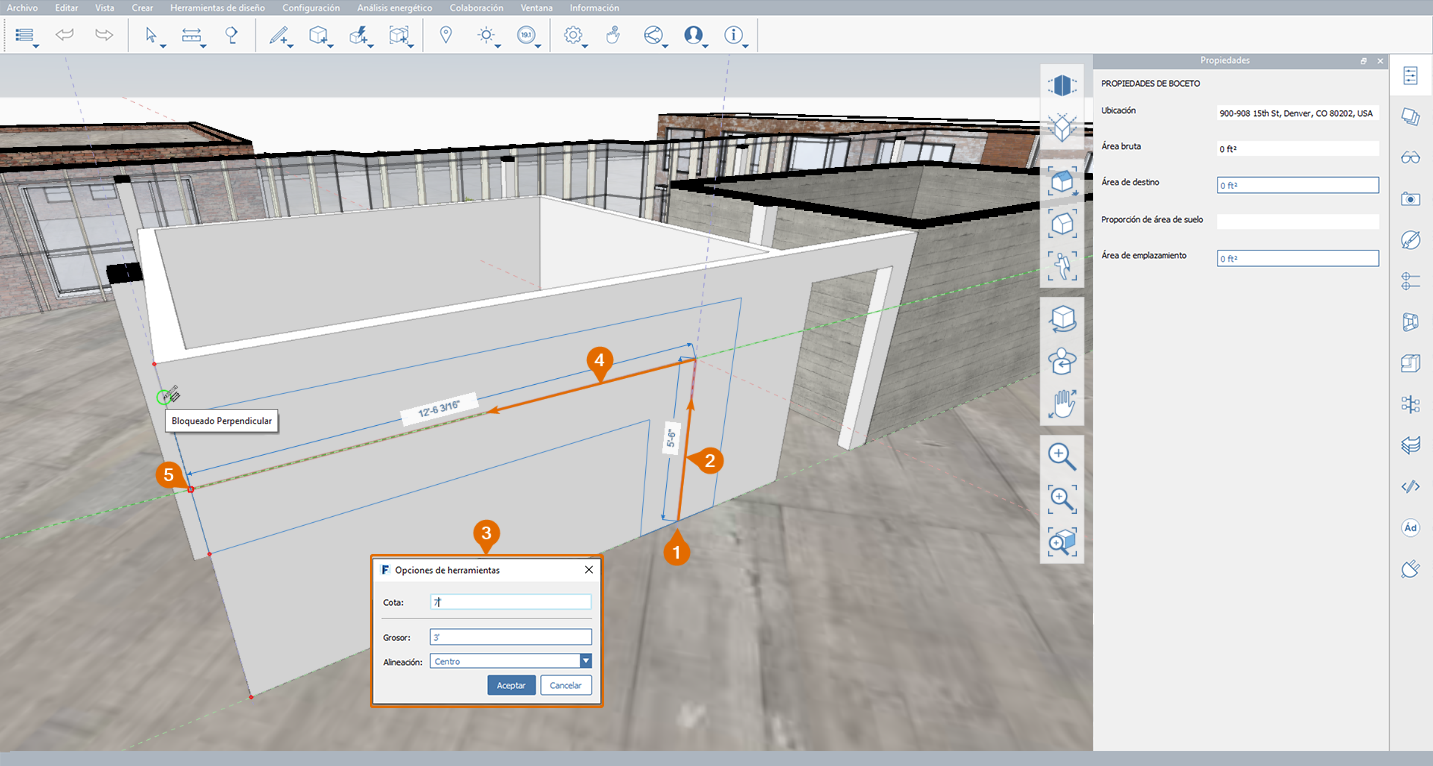 Archivo Editar Vista Crear Herramientas de diseño Configuración Análisis energético Colaboración Ventana Información
19.1
Propiedades
PROPIEDADES DE BOCETO
Ubicación 900-908 15th St, Denver, CO 80202, USA
Área bruta 0 ft²
Área de destino 0 ft²
Proporción de área de suelo
Área de emplazamiento 0 ft²
4
12'-6 3/16"
Bloqueado Perpendicular
5'-6"
2
5
3
1
F Opciones de herramientas
Cota: 7'
Grosor: 3'
Alineación: Centro
Aceptar Cancelar
Ad